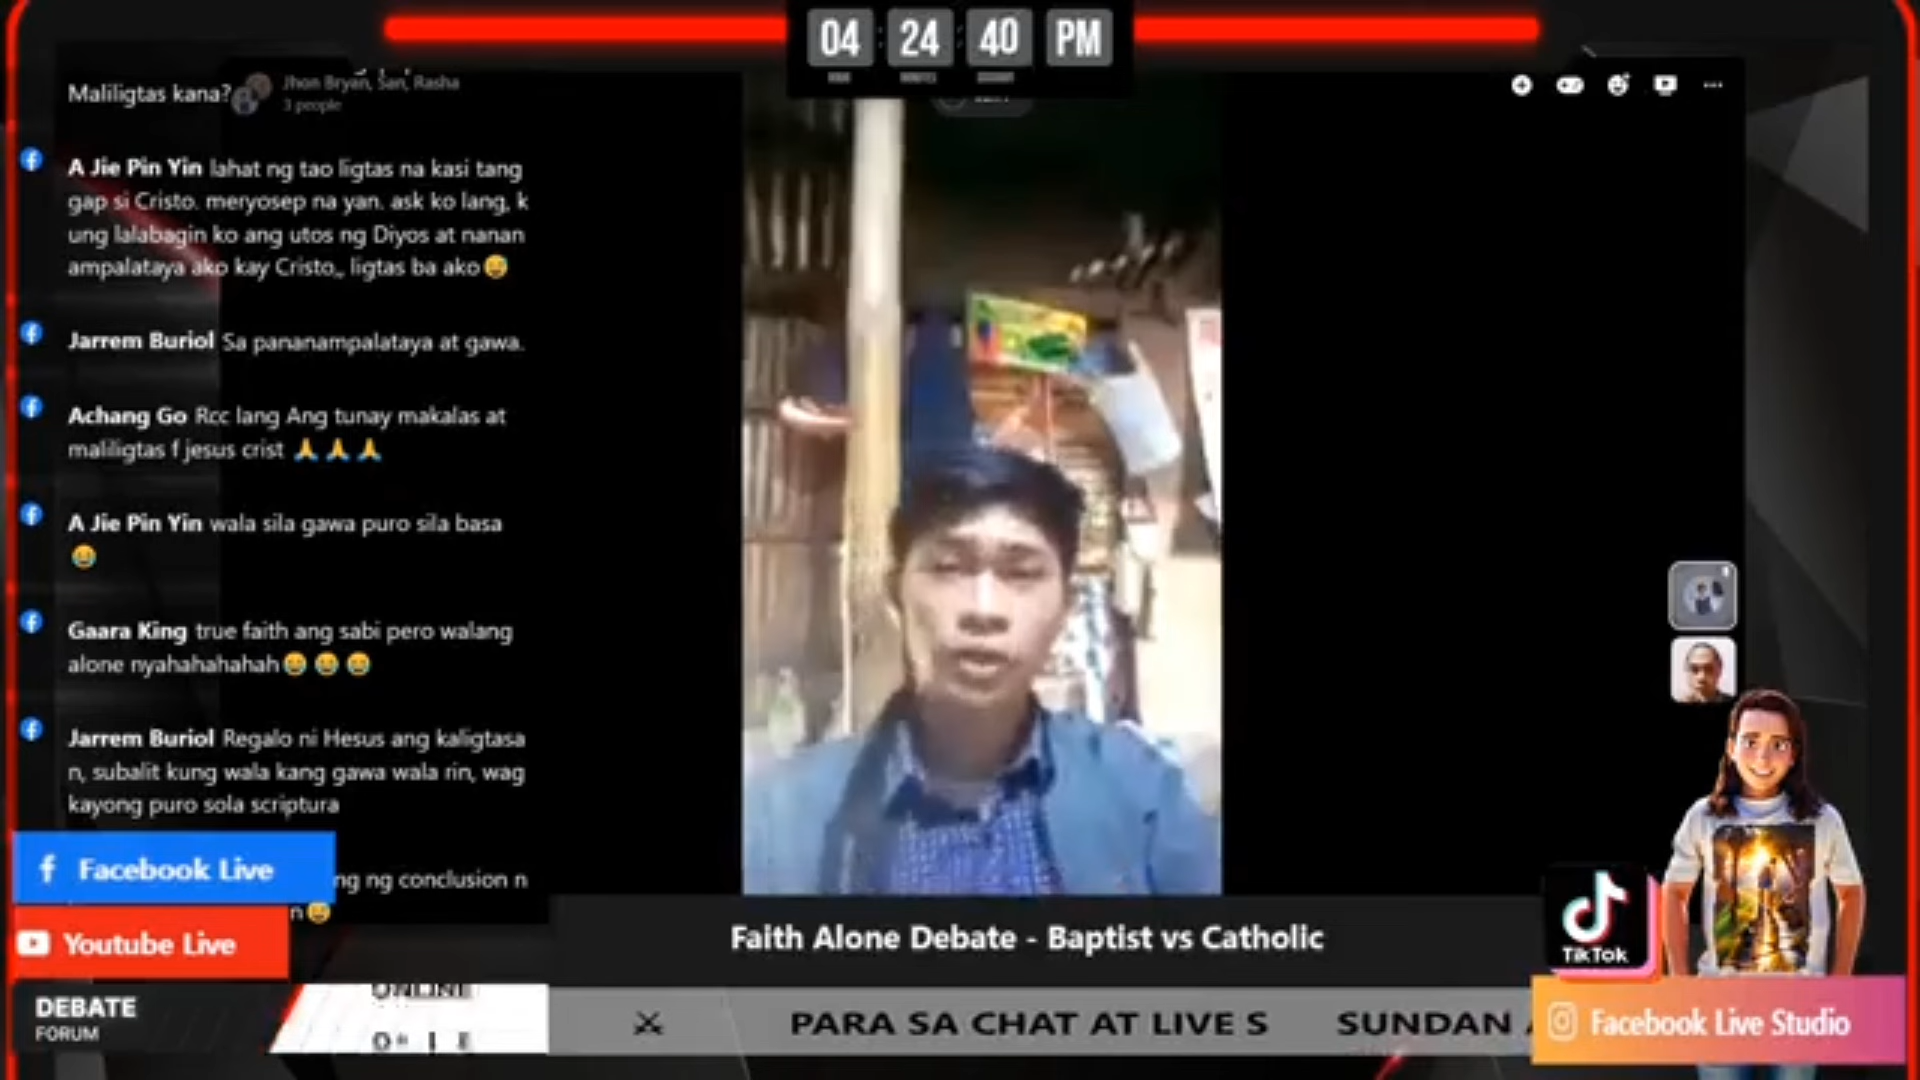 04 24 40 PM
Maliligtas kana?
Jhon Bryan, San, Rasha
3 people
A Jie Pin Yin lahat ng tao ligtas na kasi tang
gap si Cristo. meryosep na yan. ask ko lang, k
ung lalabagin ko ang utos ng Diyos at nanan
ampalataya ako kay Cristo,, ligtas ba ako😅
Jarrem Buriol Sa pananampalataya at gawa.
Achang Go Rcc lang Ang tunay makalas at
maliligtas f jesus crist 🙏🙏🙏
A Jie Pin Yin wala sila gawa puro sila basa
😂
Gaara King true faith ang sabi pero walang
alone nyahahahahah😂😂😂
Jarrem Buriol Regalo ni Hesus ang kaligtasa
n, subalit kung wala kang gawa wala rin, wag
kayong puro sola scriptura
ng ng conclusion n
n😅
Facebook Live
Youtube Live
Faith Alone Debate - Baptist vs Catholic
TikTok
DEBATE
FORUM
ONLINE
PARA SA CHAT AT LIVE S
SUNDAN
Facebook Live Studio